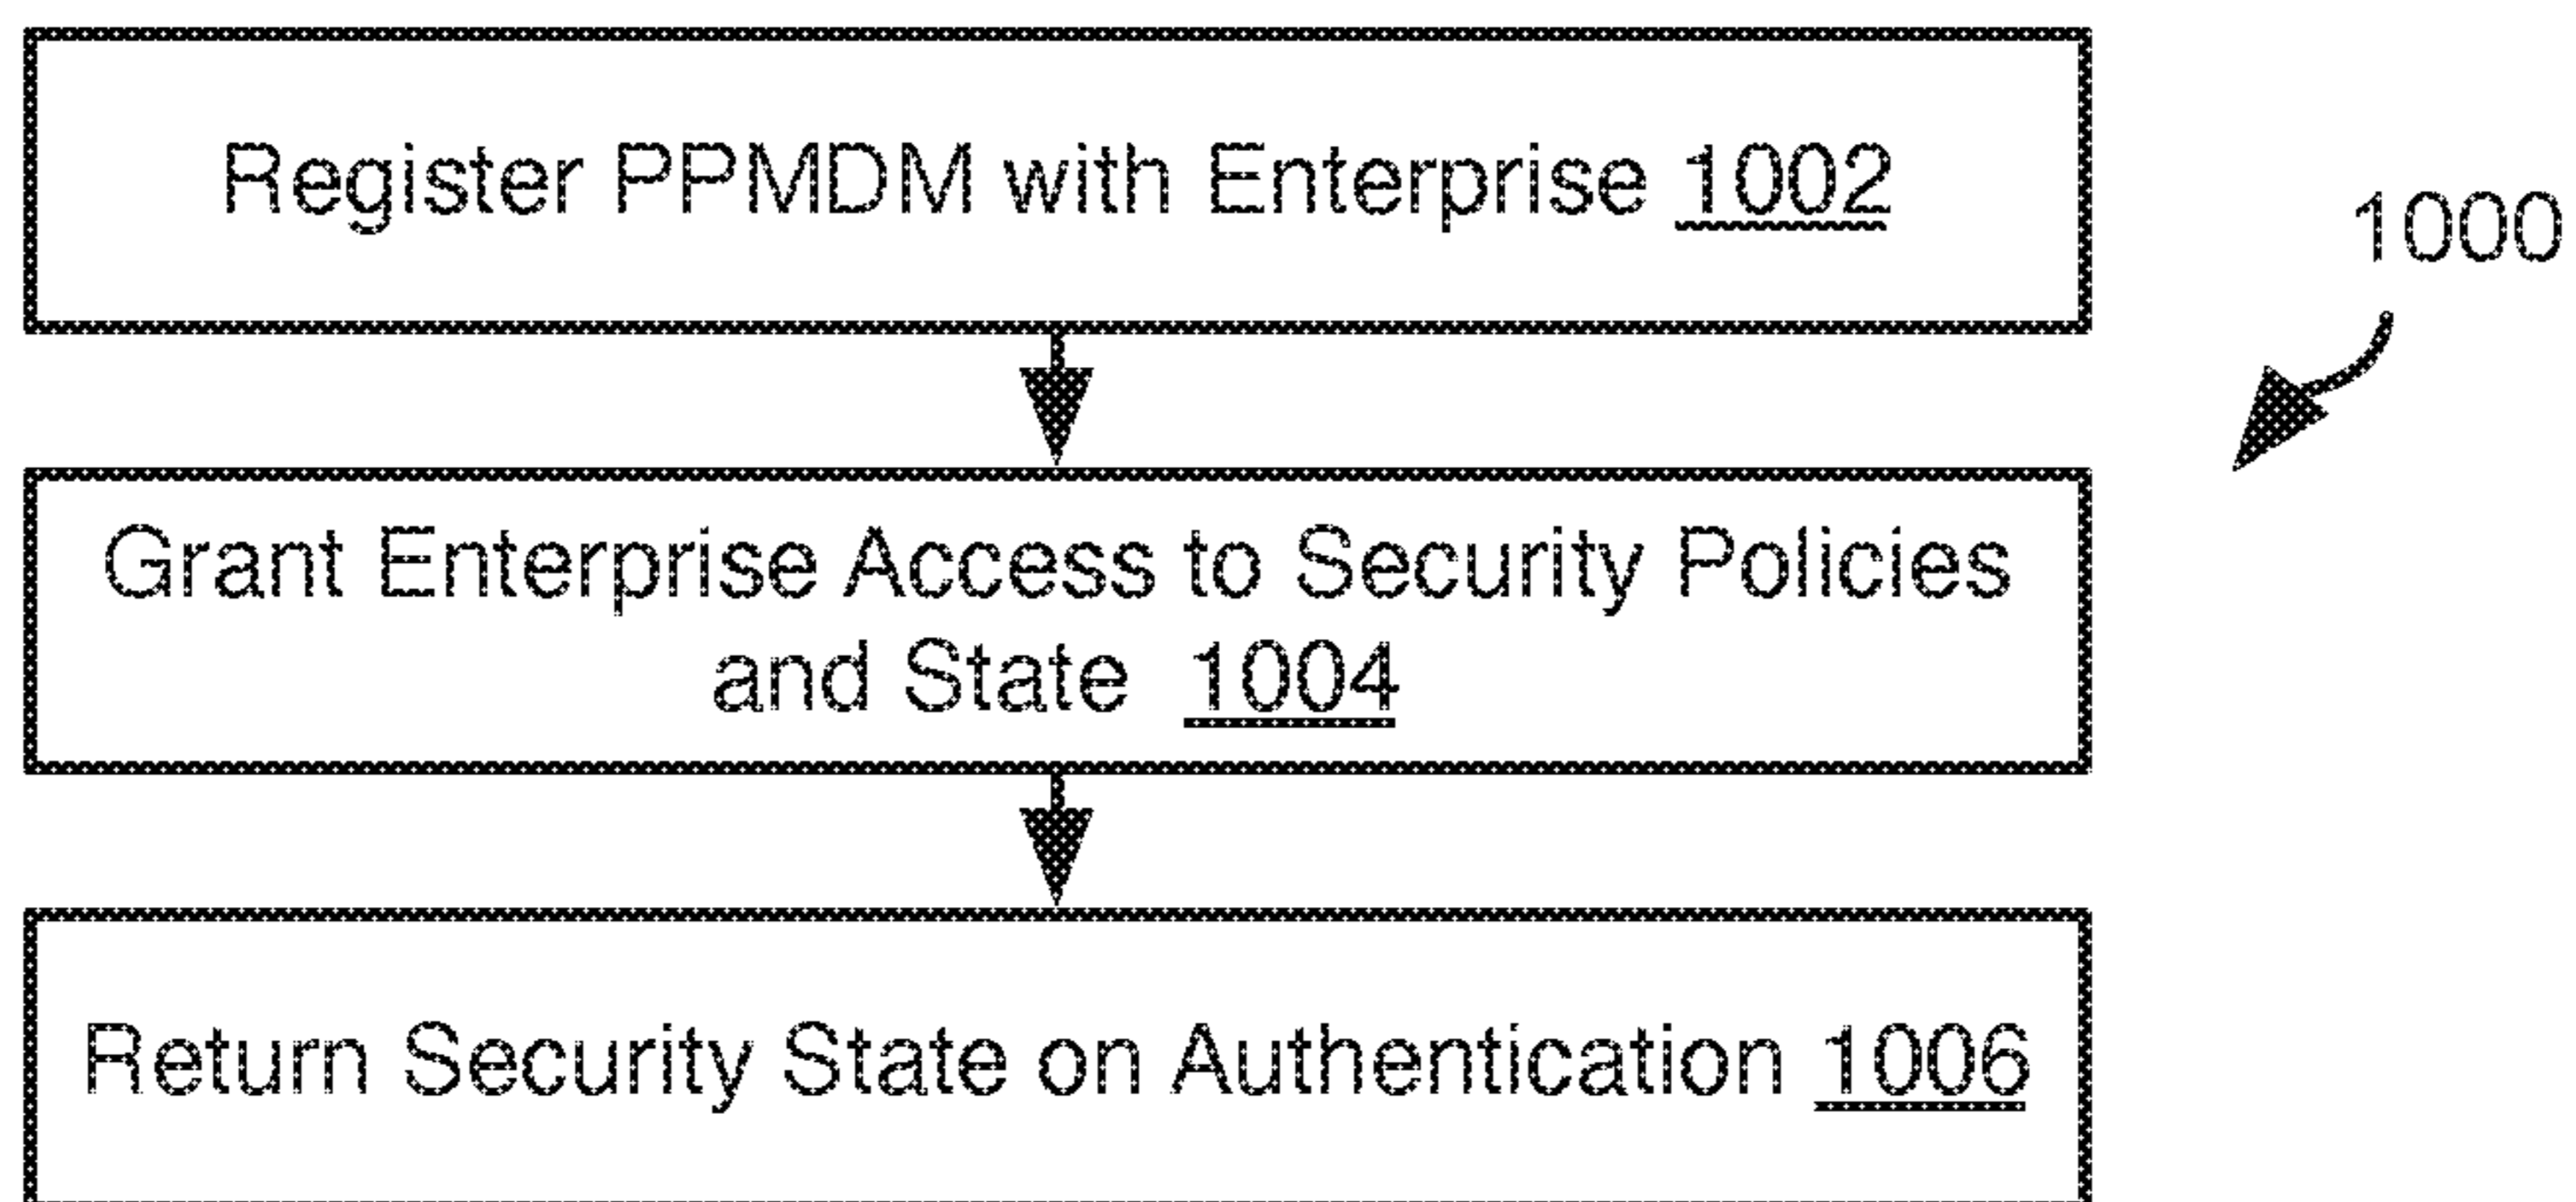 Register PPMDM with Enterprise 1002
1000
Grant Enterprise Access to Security Policies
and State 1004
Return Security State on Authentication 1006